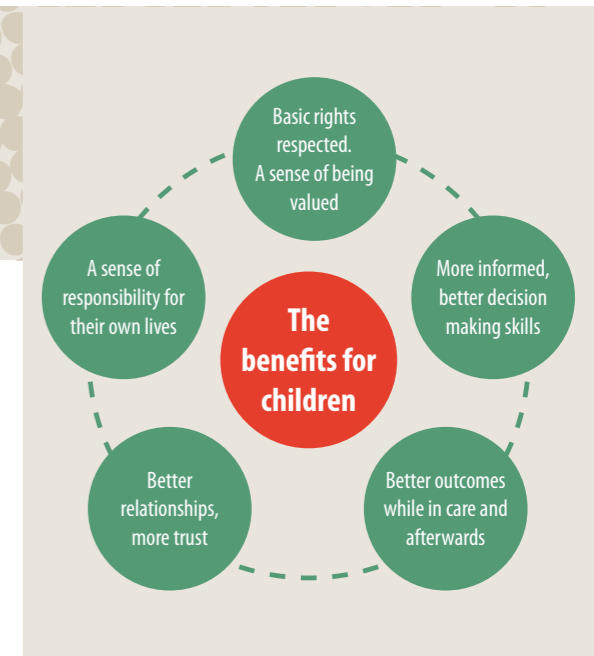 Basic rights
respected.
A sense of being
valued
More informed,
better decision
making skills
Better outcomes
while in care and
afterwards
Better
relationships,
more trust
A sense of
responsibility for
their own lives
The
benefits for
children